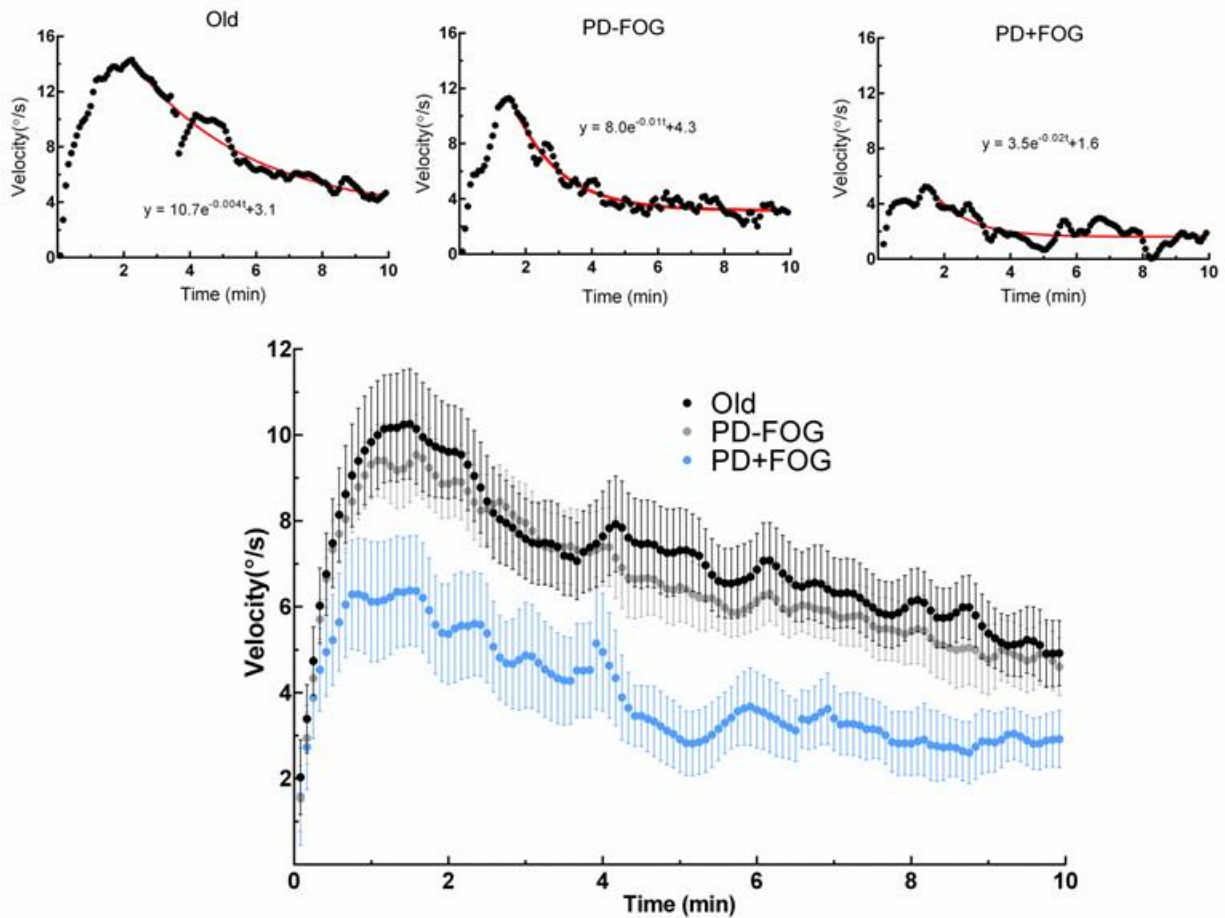 Old
16
12
8
4
0
Velocity(°/s)
y = 10.7e-0.004t+3.1
2 4 6 8 10
Time (min)
PD-FOG
16
12
8
4
0
Velocity(°/s)
y = 8.0e-0.01t+4.3
2 4 6 8 10
Time (min)
PD+FOG
16
12
8
4
0
Velocity(°/s)
y = 3.5e-0.02t+1.6
2 4 6 8 10
Time (min)
12
10
8
6
4
2
Velocity(°/s)
Old
PD-FOG
PD+FOG
0 2 4 6 8 10
Time (min)